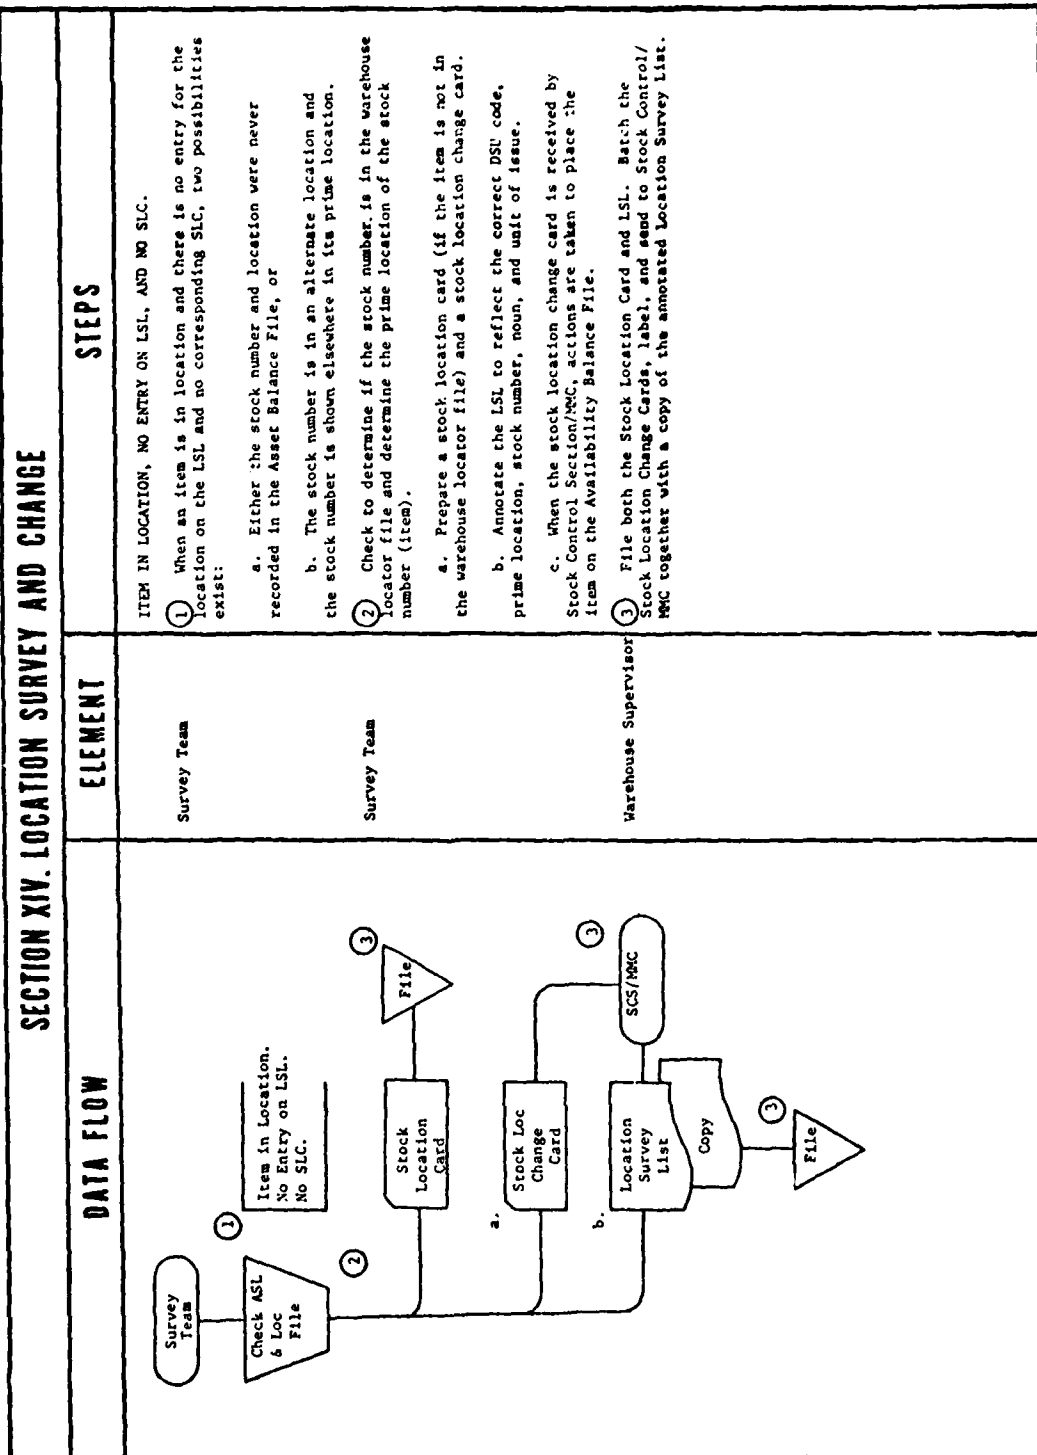 SECTION XIV. LOCATION SURVEY AND CHANGE
DATA FLOW
ELEMENT
STEPS
Survey
Team
Check ASL
& Loc
File
1
Item in Location.
No Entry on LSL.
No SLC.
2
Stock
Location
Card
File
3
a.
Stock Loc
Change
Card
b.
Location
Survey
List
Copy
SCS/MMC
3
File
3
Survey Team
Survey Team
Warehouse Supervisor
ITEM IN LOCATION, NO ENTRY ON LSL, AND NO SLC.
1 When an item is in location and there is no entry for the
location on the LSL and no corresponding SLC, two possibilities
exist:
a. Either the stock number and location were never
recorded in the Asset Balance File, or
b. The stock number is in an alternate location and
the stock number is shown elsewhere in its prime location.
2 Check to determine if the stock number is in the warehouse
locator file and determine the prime location of the stock
number (item).
a. Prepare a stock location card (if the item is not in
the warehouse locator file) and a stock location change card.
b. Annotate the LSL to reflect the correct DSU code,
prime location, stock number, noun, and unit of issue.
c. When the stock location change card is received by
Stock Control Section/MMC, actions are taken to place the
item on the Availability Balance File.
3 File both the Stock Location Card and LSL. Batch the
Stock Location Change Cards, label, and send to Stock Control/
MMC together with a copy of the annotated Location Survey List.